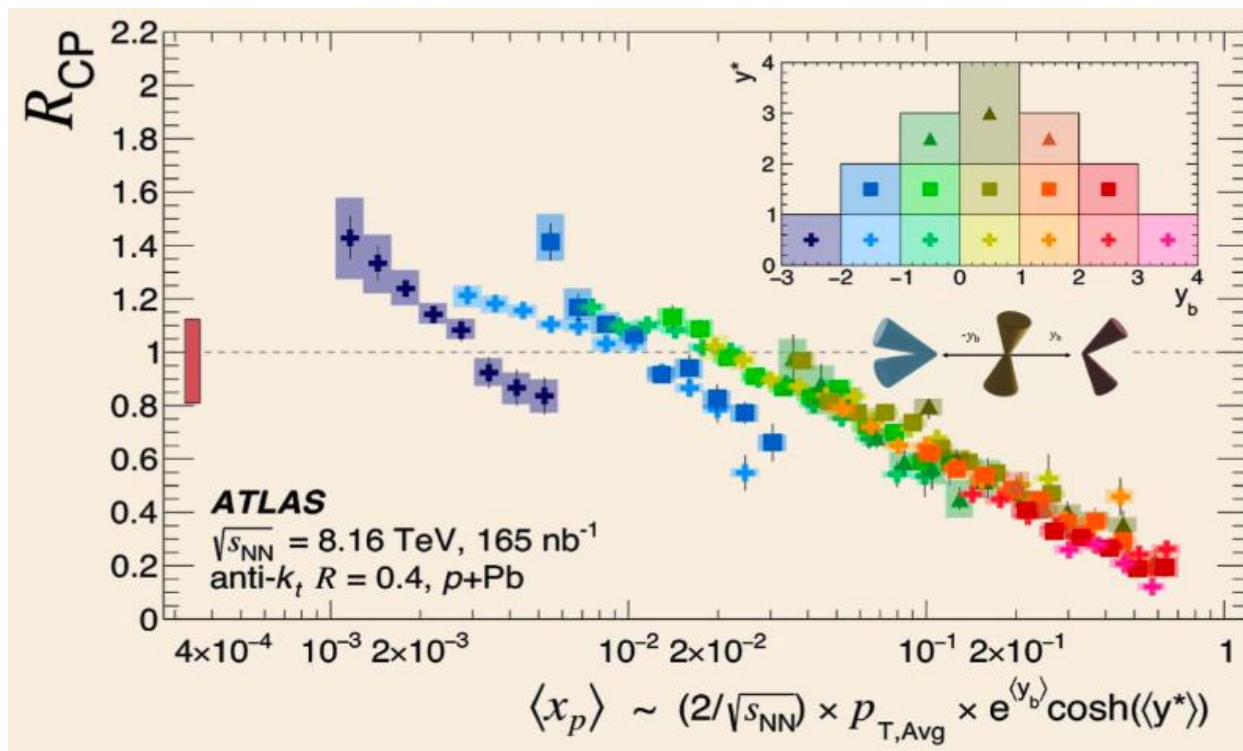 R_CP
2.2
2
1.8
1.6
1.4
1.2
1
0.8
0.6
0.4
0.2
0
y*
4
3
2
1
0
−3 −2 −1 0 1 2 3 4
y_b
-y_b y_b
ATLAS
√s_NN = 8.16 TeV, 165 nb⁻¹
anti-k_t R = 0.4, p+Pb
4×10⁻⁴ 10⁻³ 2×10⁻³ 10⁻² 2×10⁻² 10⁻¹ 2×10⁻¹ 1
⟨x_p⟩ ~ (2/√s_NN) × p_T,Avg × e^⟨y_b⟩ cosh(⟨y*⟩)